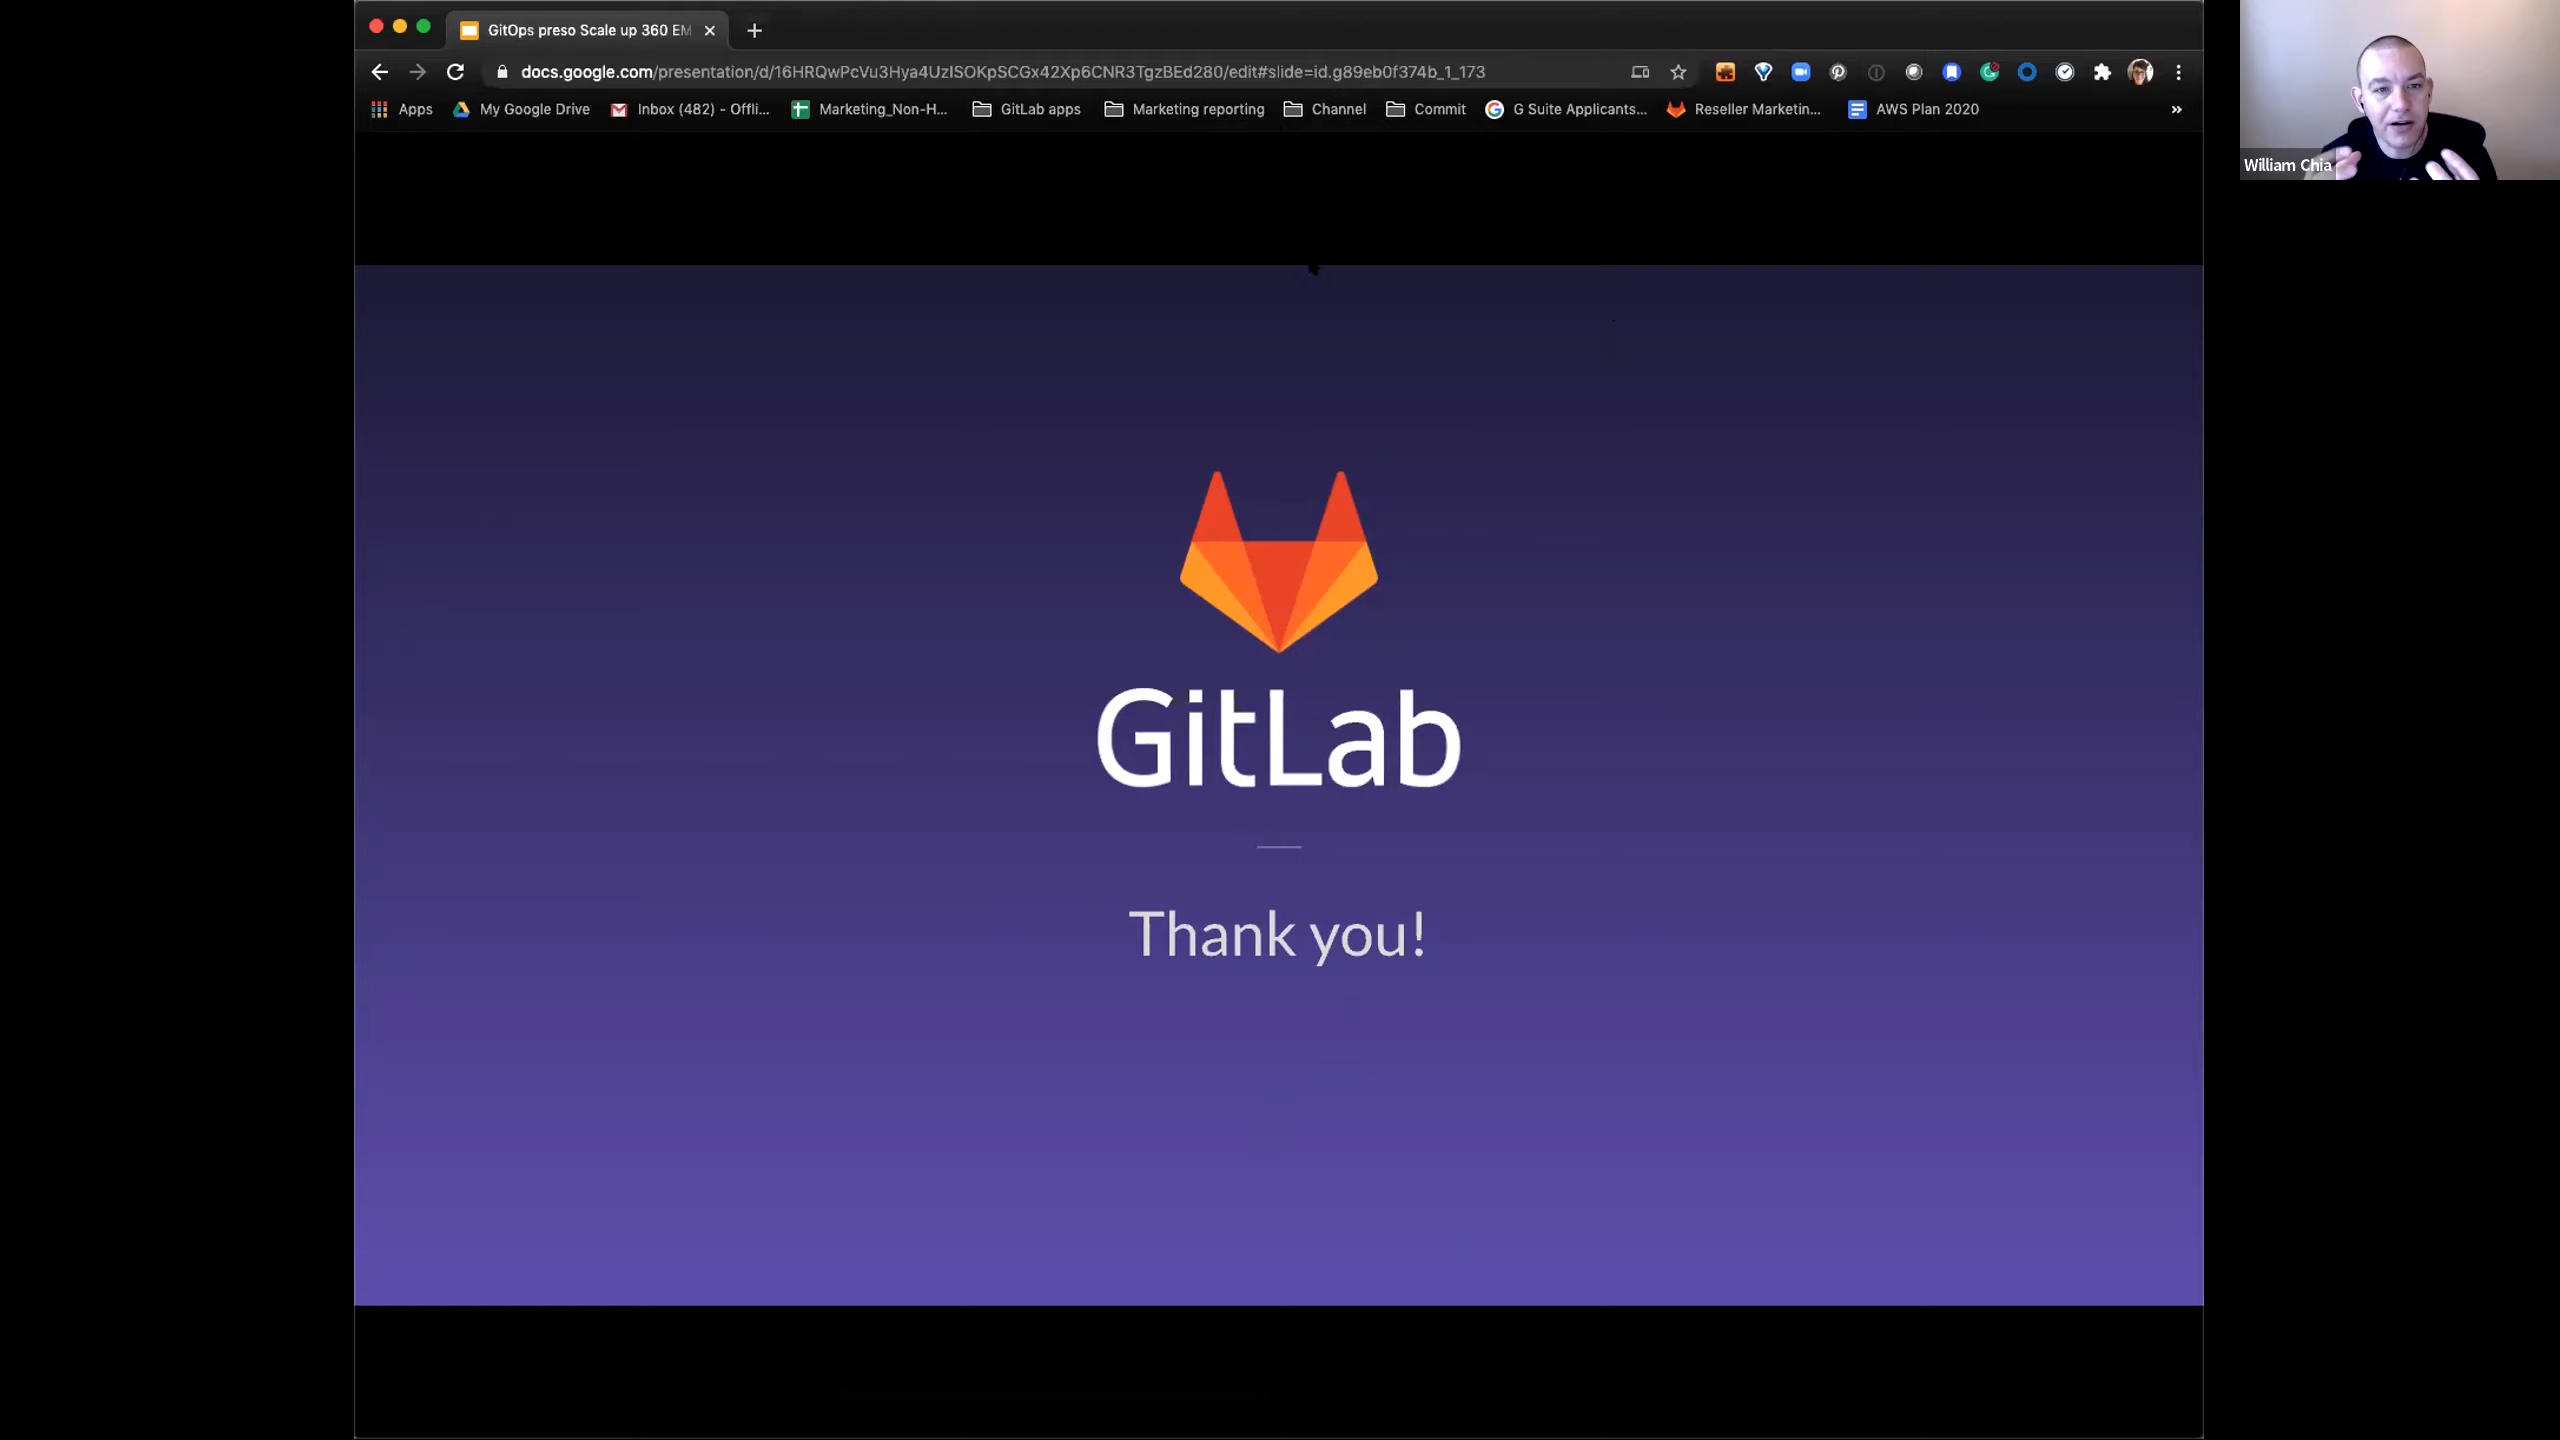 GitOps preso Scale up 360 EM
docs.google.com/presentation/d/16HRQwPcVu3Hya4UzISOKpSCGx42Xp6CNR3TgzBEd280/edit#slide=id.g89eb0f374b_1_173
Apps My Google Drive Inbox (482) - Offli... Marketing_Non-H... GitLab apps Marketing reporting Channel Commit G Suite Applicants... Reseller Marketin... AWS Plan 2020 »
William Chia
GitLab
Thank you!